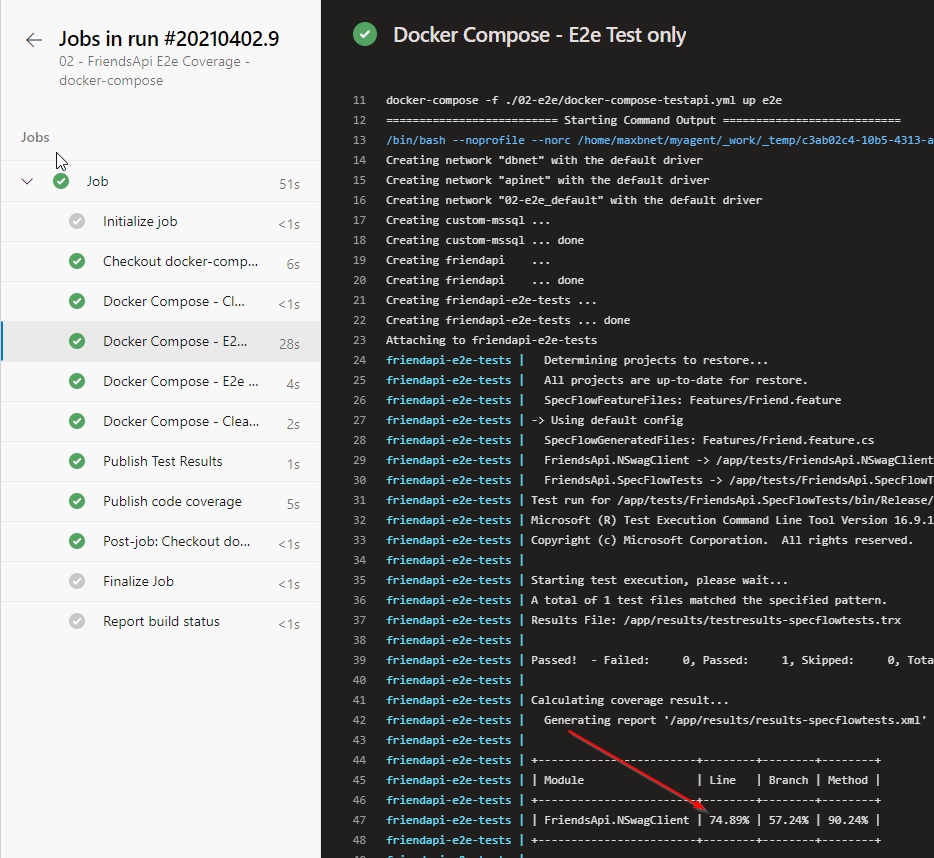 Jobs in run #20210402.9
02 - FriendsApi E2e Coverage -
docker-compose
Jobs
Job 51s
Initialize job <1s
Checkout docker-comp... 6s
Docker Compose - Cl... <1s
Docker Compose - E2... 28s
Docker Compose - E2e ... 4s
Docker Compose - Clea... 2s
Publish Test Results 1s
Publish code coverage 5s
Post-job: Checkout do... <1s
Finalize Job <1s
Report build status <1s
Docker Compose - E2e Test only
11 docker-compose -f ./02-e2e/docker-compose-testapi.yml up e2e
12 ========================== Starting Command Output ===========================
13 /bin/bash --noprofile --norc /home/maxbnet/myagent/_work/_temp/c3ab02c4-10b5-4313-a
14 Creating network "dbnet" with the default driver
15 Creating network "apinet" with the default driver
16 Creating network "02-e2e_default" with the default driver
17 Creating custom-mssql ...
18 Creating custom-mssql ... done
19 Creating friendapi    ...
20 Creating friendapi    ... done
21 Creating friendapi-e2e-tests ...
22 Creating friendapi-e2e-tests ... done
23 Attaching to friendapi-e2e-tests
24 friendapi-e2e-tests |   Determining projects to restore...
25 friendapi-e2e-tests |   All projects are up-to-date for restore.
26 friendapi-e2e-tests |   SpecFlowFeatureFiles: Features/Friend.feature
27 friendapi-e2e-tests | -> Using default config
28 friendapi-e2e-tests |   SpecFlowGeneratedFiles: Features/Friend.feature.cs
29 friendapi-e2e-tests |   FriendsApi.NSwagClient -> /app/tests/FriendsApi.NSwagClient
30 friendapi-e2e-tests |   FriendsApi.SpecFlowTests -> /app/tests/FriendsApi.SpecFlowT
31 friendapi-e2e-tests | Test run for /app/tests/FriendsApi.SpecFlowTests/bin/Release/
32 friendapi-e2e-tests | Microsoft (R) Test Execution Command Line Tool Version 16.9.1
33 friendapi-e2e-tests | Copyright (c) Microsoft Corporation.  All rights reserved.
34 friendapi-e2e-tests |
35 friendapi-e2e-tests | Starting test execution, please wait...
36 friendapi-e2e-tests | A total of 1 test files matched the specified pattern.
37 friendapi-e2e-tests | Results File: /app/results/testresults-specflowtests.trx
38 friendapi-e2e-tests |
39 friendapi-e2e-tests | Passed!  - Failed:     0, Passed:     1, Skipped:     0, Tota
40 friendapi-e2e-tests |
41 friendapi-e2e-tests | Calculating coverage result...
42 friendapi-e2e-tests |   Generating report '/app/results/results-specflowtests.xml'
43 friendapi-e2e-tests |
44 friendapi-e2e-tests | +------------------------+--------+--------+--------+
45 friendapi-e2e-tests | | Module                 | Line   | Branch | Method |
46 friendapi-e2e-tests | +------------------------+--------+--------+--------+
47 friendapi-e2e-tests | | FriendsApi.NSwagClient | 74.89% | 57.24% | 90.24% |
48 friendapi-e2e-tests | +------------------------+--------+--------+--------+